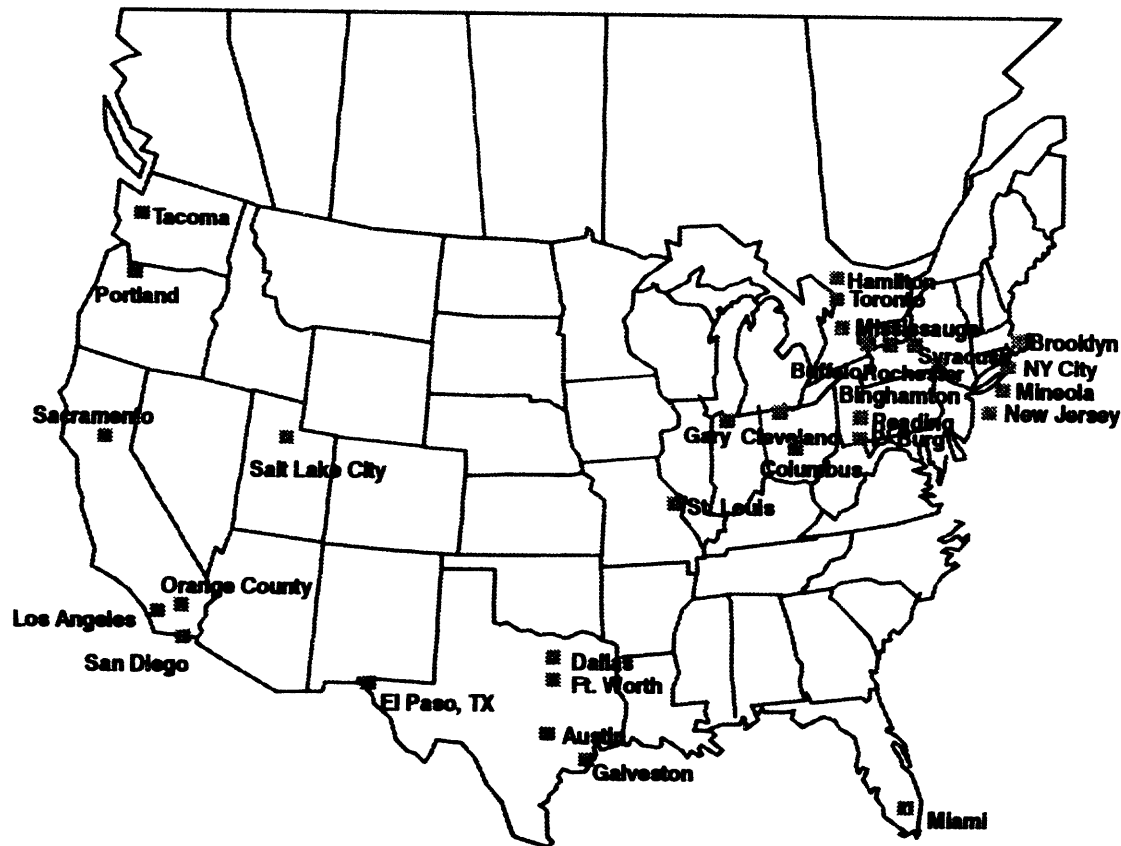 Tacoma
Hamilton
Portland
Toronto
Mississauga
Brooklyn
Syracuse
NY City
Buffalo
Rochester
Binghamton
Mineola
Sacramento
Reading
New Jersey
Gary
Cleveland
Salt Lake City
Columbus
St. Louis
Orange County
Los Angeles
San Diego
Dallas
Ft. Worth
El Paso, TX
Austin
Galveston
Miami